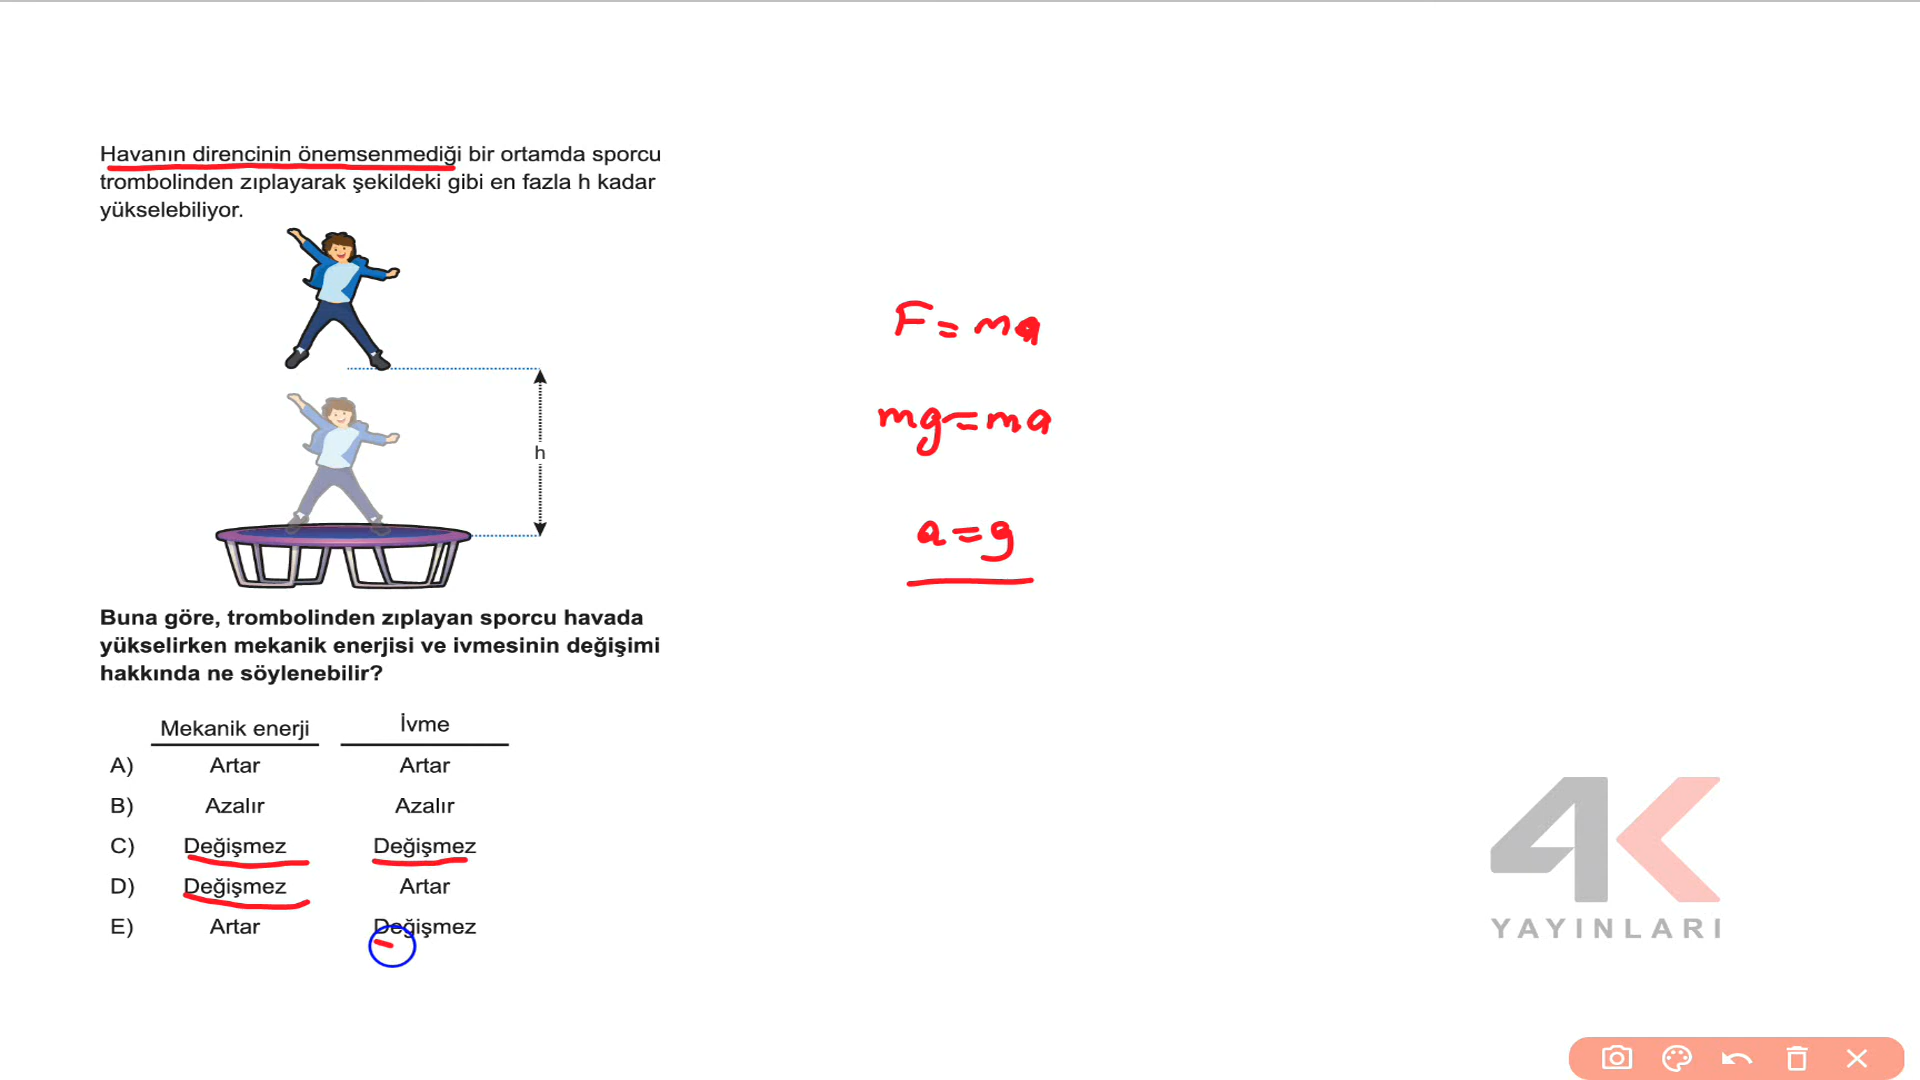 Havanın direncinin önemsenmediği bir ortamda sporcu
trombolinden zıplayarak şekildeki gibi en fazla h kadar
yükselebiliyor.
h
Buna göre, trombolinden zıplayan sporcu havada
yükselirken mekanik enerjisi ve ivmesinin değişimi
hakkında ne söylenebilir?
Mekanik enerji İvme
A) Artar Artar
B) Azalır Azalır
C) Değişmez Değişmez
D) Değişmez Artar
E) Artar Değişmez
F = ma
mg = ma
a = g
4K
YAYINLARI